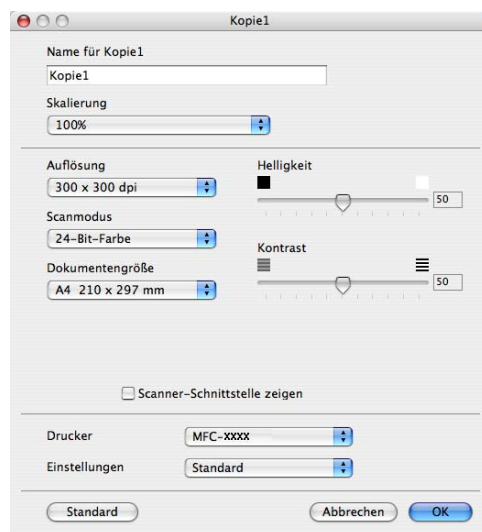 Kopie1
Name für Kopie1
Kopie1
Skalierung
100%
Auflösung
300 x 300 dpi
Scanmodus
24-Bit-Farbe
Dokumentengröße
A4 210 x 297 mm
Helligkeit
50
Kontrast
50
Scanner-Schnittstelle zeigen
Drucker
MFC-XXXX
Einstellungen
Standard
Standard
Abbrechen
OK